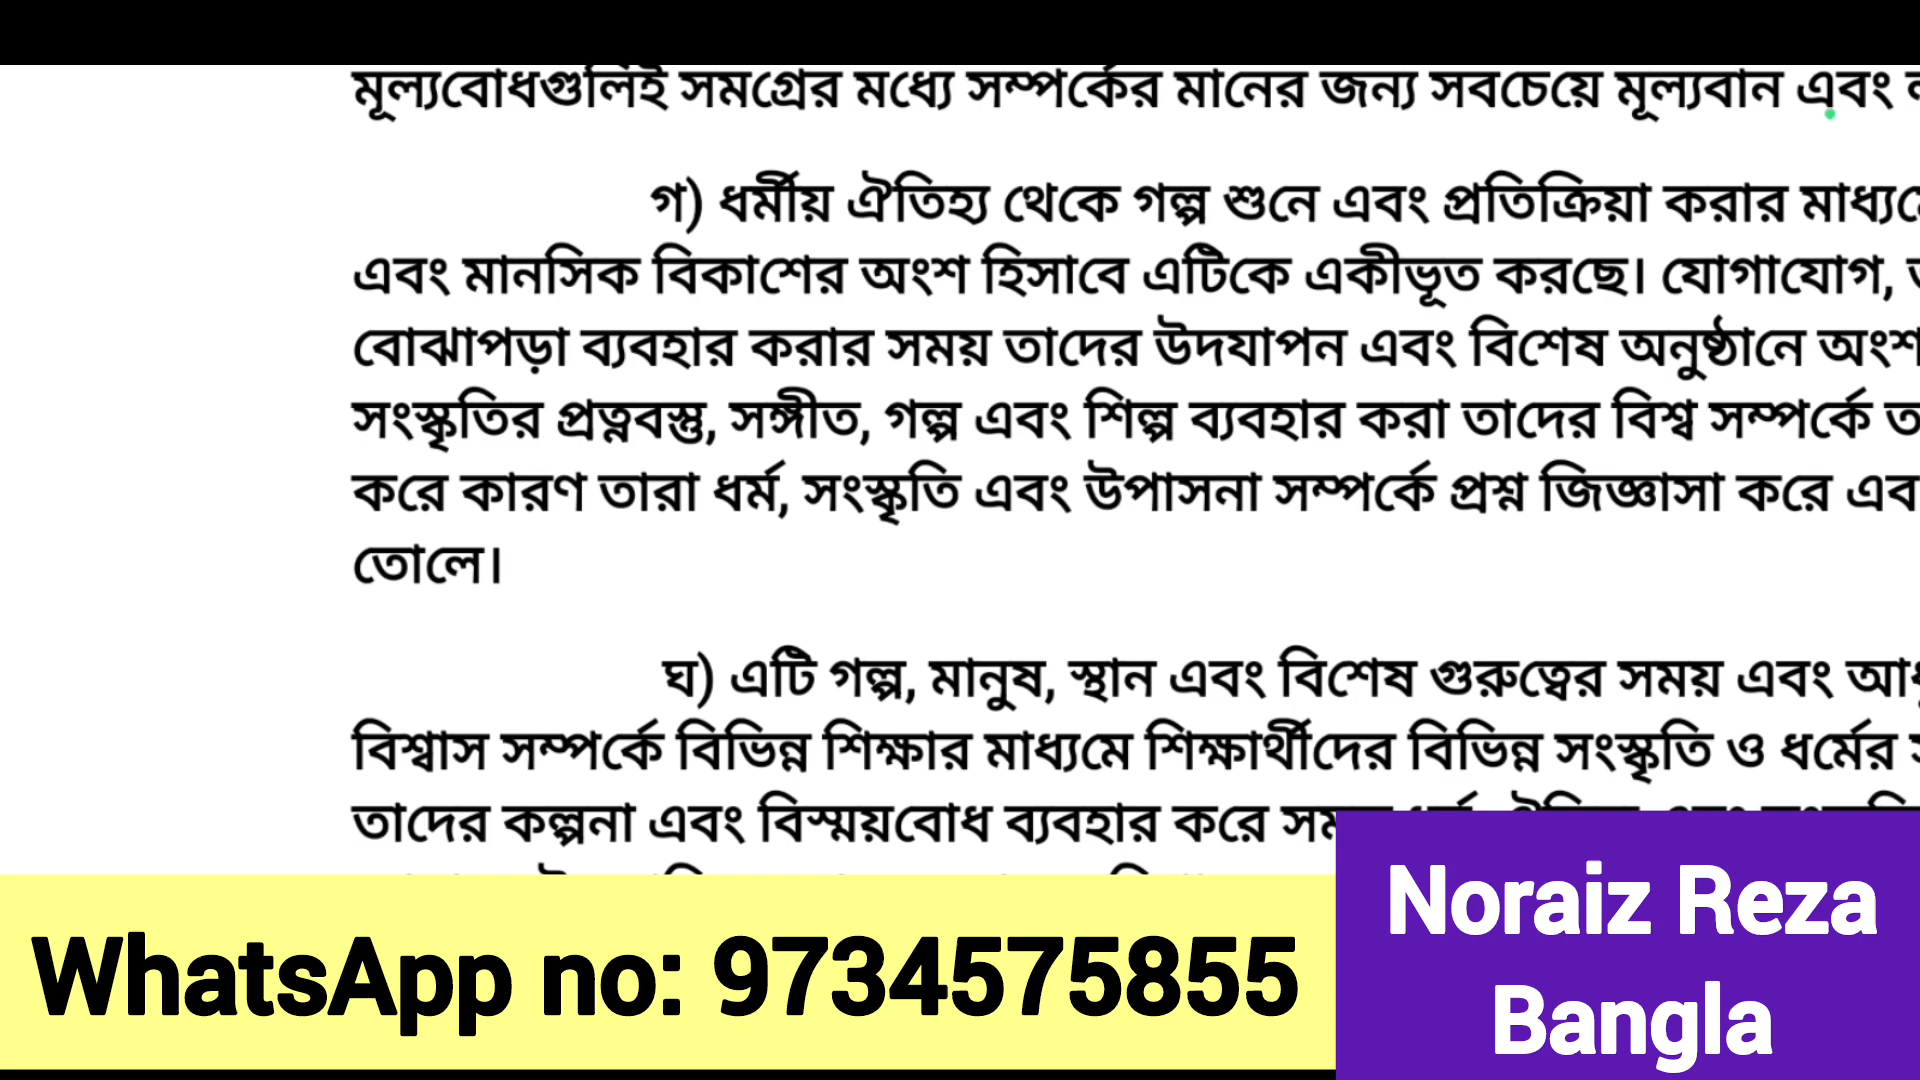 মূল্যবোধগুলিই সমগ্রের মধ্যে সম্পর্কের মানের জন্য সবচেয়ে মূল্যবান এবং
গ) ধর্মীয় ঐতিহ্য থেকে গল্প শুনে এবং প্রতিক্রিয়া করার
এবং মানসিক বিকাশের অংশ হিসাবে এটিকে একীভূত করছে। যোগাযোগ,
বোঝাপড়া ব্যবহার করার সময় তাদের উদযাপন এবং বিশেষ অনুষ্ঠানে
সংস্কৃতির প্রত্নবস্তু, সঙ্গীত, গল্প এবং শিল্প ব্যবহার করা তাদের বিশ্ব সম্পর্কে
করে কারণ তারা ধর্ম, সংস্কৃতি এবং উপাসনা সম্পর্কে প্রশ্ন জিজ্ঞাসা করে
তোলে।
ঘ) এটি গল্প, মানুষ, স্থান এবং বিশেষ গুরুত্বের সময় এবং
বিশ্বাস সম্পর্কে বিভিন্ন শিক্ষার মাধ্যমে শিক্ষার্থীদের বিভিন্ন সংস্কৃতি ও ধর্মের
তাদের কল্পনা এবং বিস্ময়বোধ ব্যবহার করে
WhatsApp no: 9734575855
Noraiz Reza
Bangla